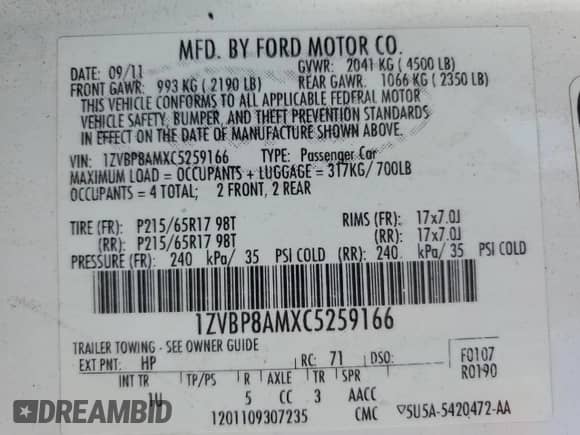 MFD. BY FORD MOTOR CO.
DATE: 09/11 GVWR: 2041 KG ( 4500 LB)
FRONT GAWR: 993 KG ( 2190 LB) REAR GAWR: 1066 KG ( 2350 LB)
THIS VEHICLE CONFORMS TO ALL APPLICABLE FEDERAL MOTOR
VEHICLE SAFETY, BUMPER, AND THEFT PREVENTION STANDARDS
IN EFFECT ON THE DATE OF MANUFACTURE SHOWN ABOVE.
VIN: 1ZVBP8AMXC5259166 TYPE: Passenger Car
MAXIMUM LOAD = OCCUPANTS + LUGGAGE = 317KG/ 700LB
OCCUPANTS = 4 TOTAL; 2 FRONT, 2 REAR
TIRE (FR): P215/65R17 98T RIMS (FR): 17x7.0J
(RR): P215/65R17 98T (RR): 17x7.0J
PRESSURE (FR): 240 kPa/ 35 PSI COLD (RR): 240 kPa/ 35 PSI COLD
1ZVBP8AMXC5259166
TRAILER TOWING - SEE OWNER GUIDE
EXT PNT: HP RC: 71 DSO: F0107
R0190
INT TR TP/PS R AXLE TR SPR
1U 5 CC 3 AACC
1201109307235 CMC ▽5U5A-5420472-AA
DREAMBID